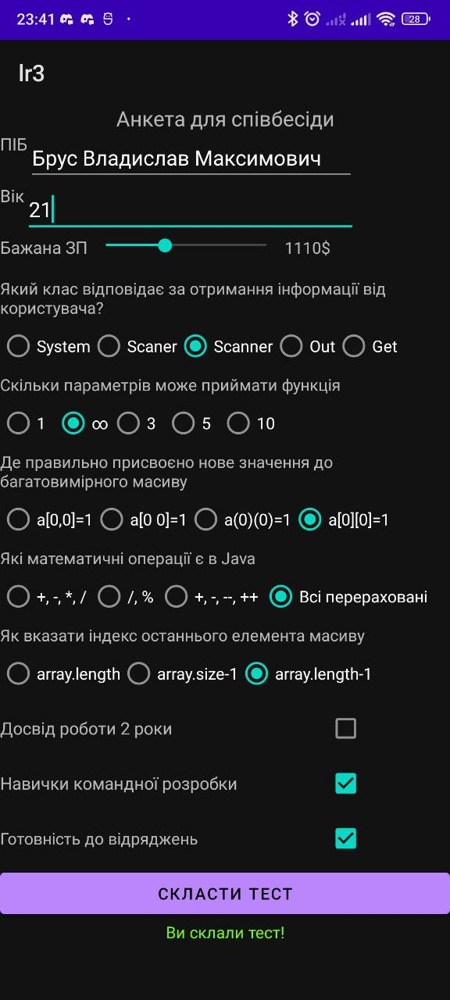 23:41
28
lr3
Анкета для співбесіди
ПІБ Брус Владислав Максимович
Вік 21
Бажана ЗП 1110$
Який клас відповідає за отримання інформації від
користувача?
System Scaner Scanner Out Get
Скільки параметрів може приймати функція
1 ∞ 3 5 10
Де правильно присвоєно нове значення до
багатовимірного масиву
a[0,0]=1 a[0 0]=1 a(0)(0)=1 a[0][0]=1
Які математичні операції є в Java
+, -, *, / /, % +, -, --, ++ Всі перераховані
Як вказати індекс останнього елемента масиву
array.length array.size-1 array.length-1
Досвід роботи 2 роки
Навички командної розробки
Готовність до відряджень
СКЛАСТИ ТЕСТ
Ви склали тест!